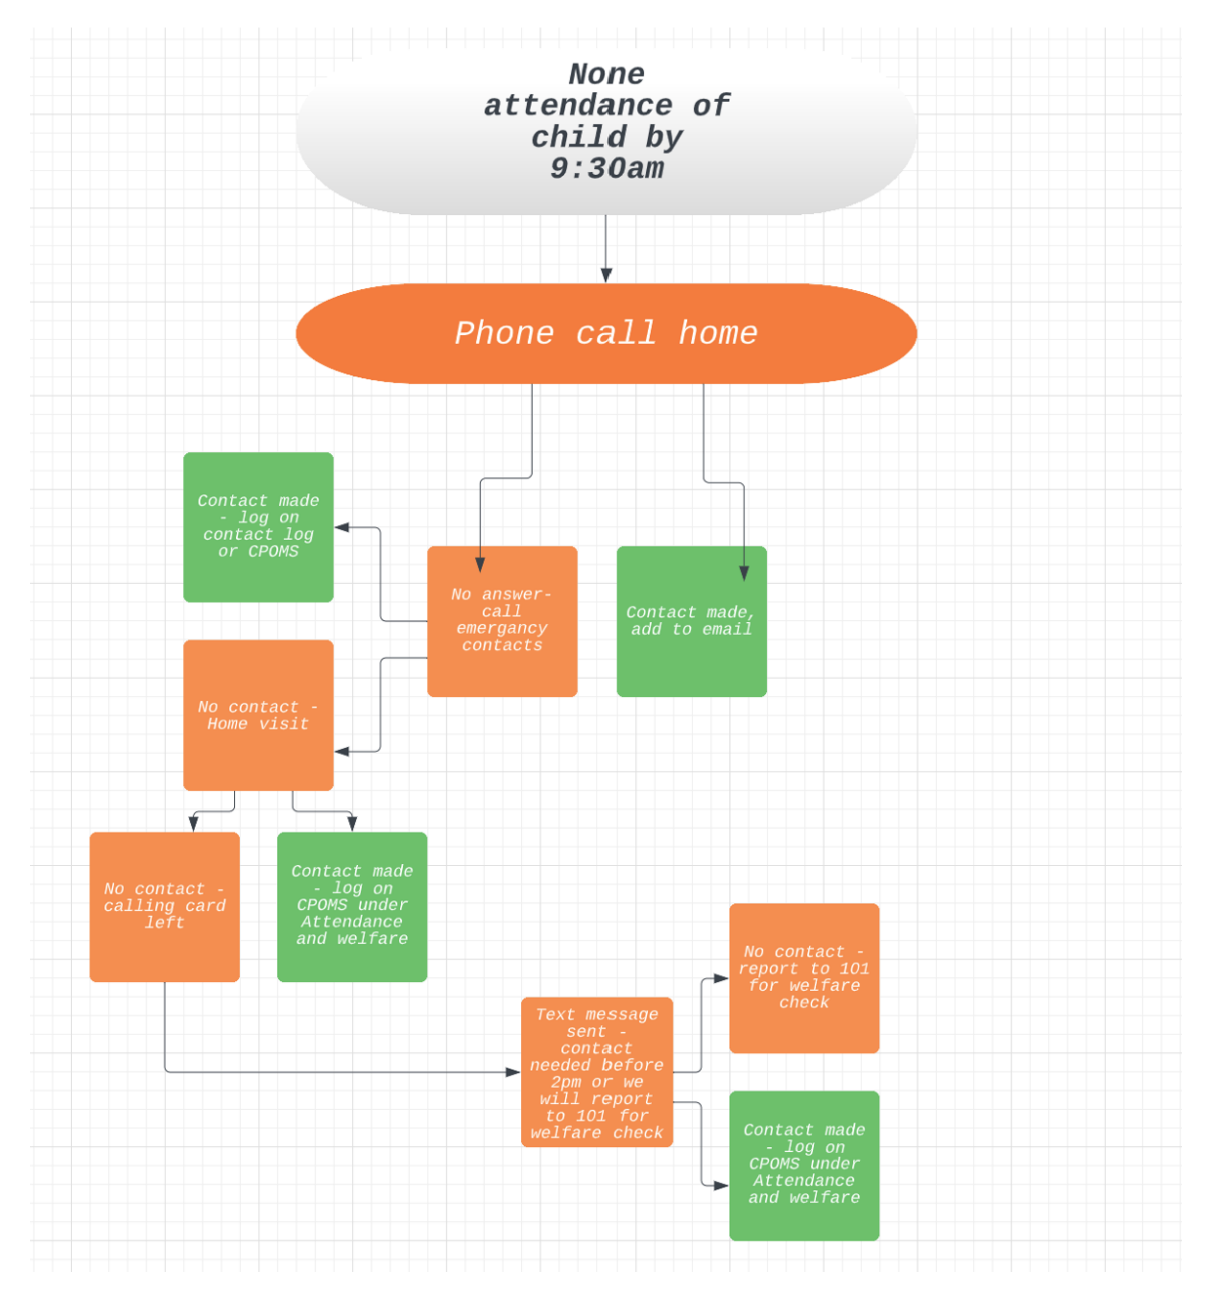 None
attendance of
child by
9:30am
Phone call home
Contact made
- log on
contact log
or CPOMS
No answer-
call
emergancy
contacts
Contact made,
add to email
No contact -
Home visit
No contact -
calling card
left
Contact made
- log on
CPOMS under
Attendance
and welfare
No contact -
report to 101
for welfare
check
Text message
sent -
contact
needed before
2pm or we
will report
to 101 for
welfare check
Contact made
- log on
CPOMS under
Attendance
and welfare